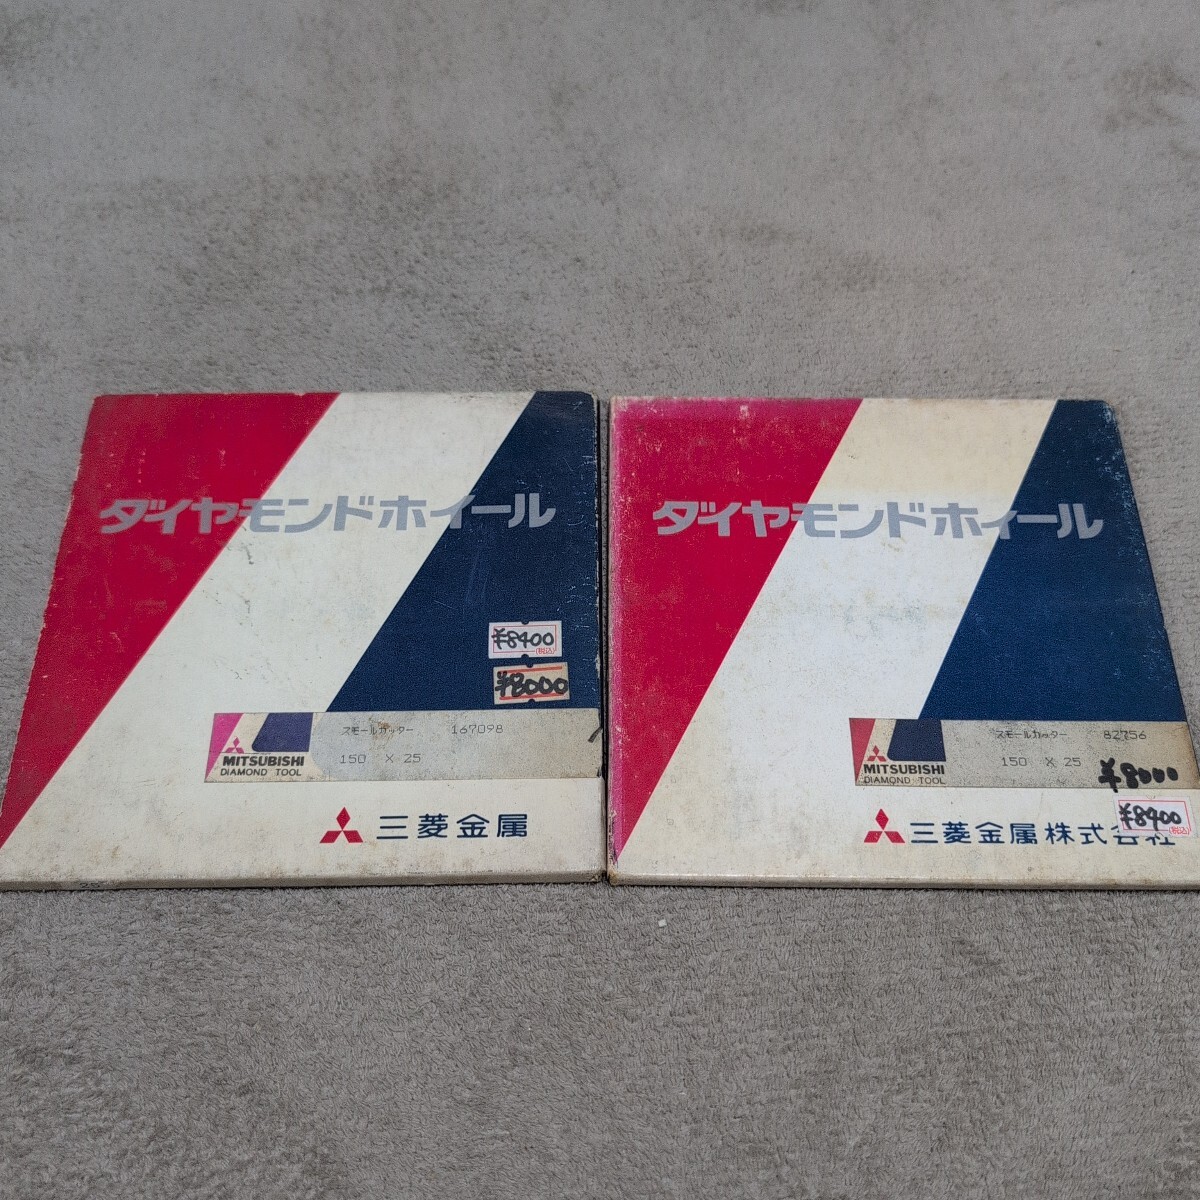 ダイヤモンドホイール
¥8400
(税込)
¥8000
スモールカッター 167098
150 × 25
MITSUBISHI
DIAMOND TOOL
三菱金属
ダイヤモンドホィール
スモールカッター 82756
150 × 25
¥8000
MITSUBISHI
DIAMOND TOOL
¥8400
(税込)
三菱金属株式会社